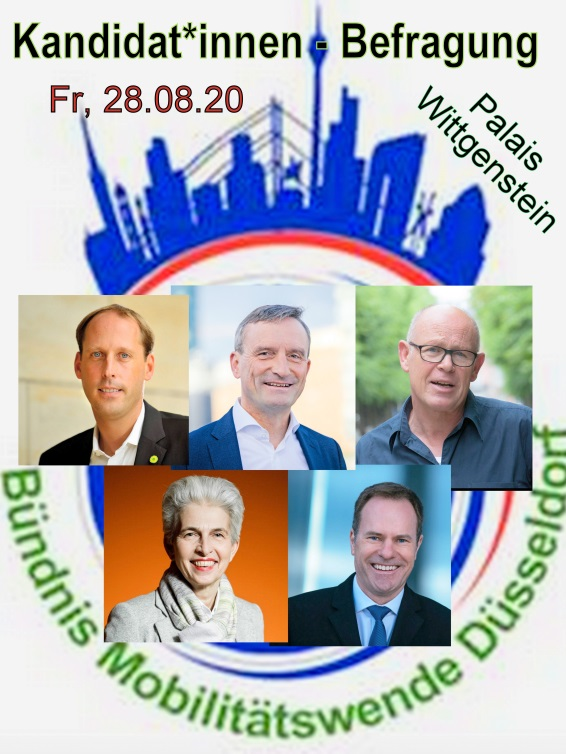 Kandidat*innen - Befragung
Fr, 28.08.20
Palais
Wittgenstein
Bündnis Mobilitätswende Düsseldorf